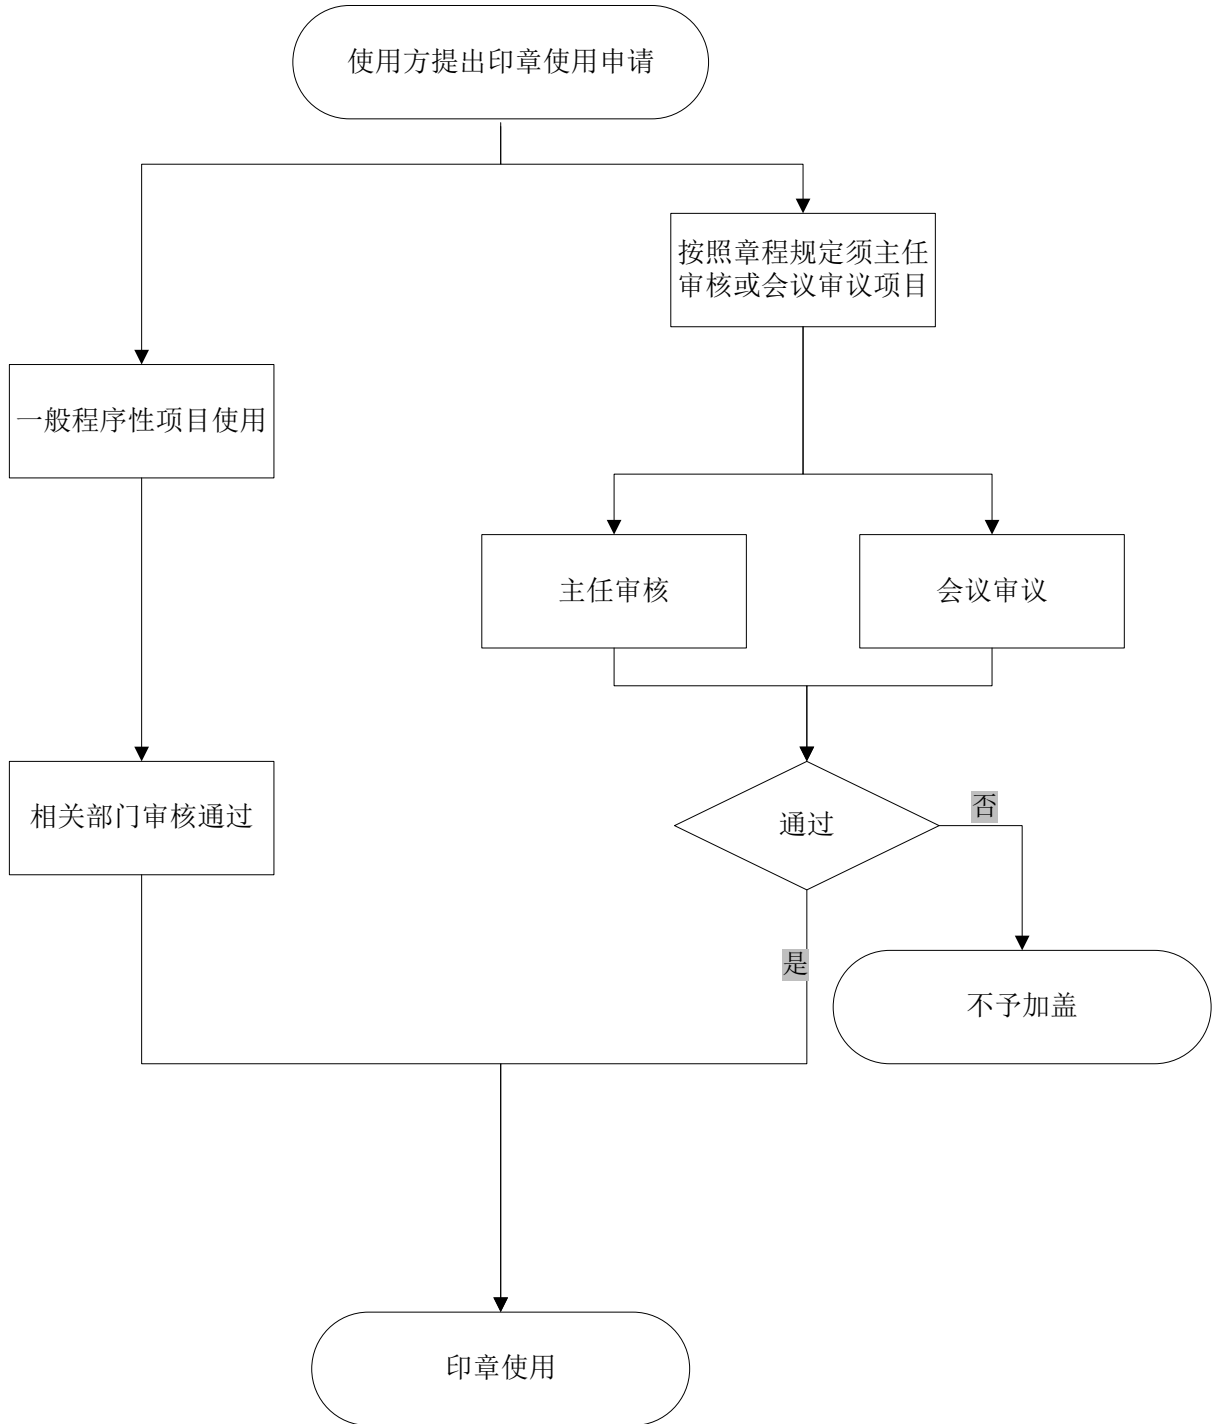 使用方提出印章使用申请
按照章程规定须主任
审核或会议审议项目
一般程序性项目使用
主任审核
会议审议
相关部门审核通过
通过
否
是
不予加盖
印章使用